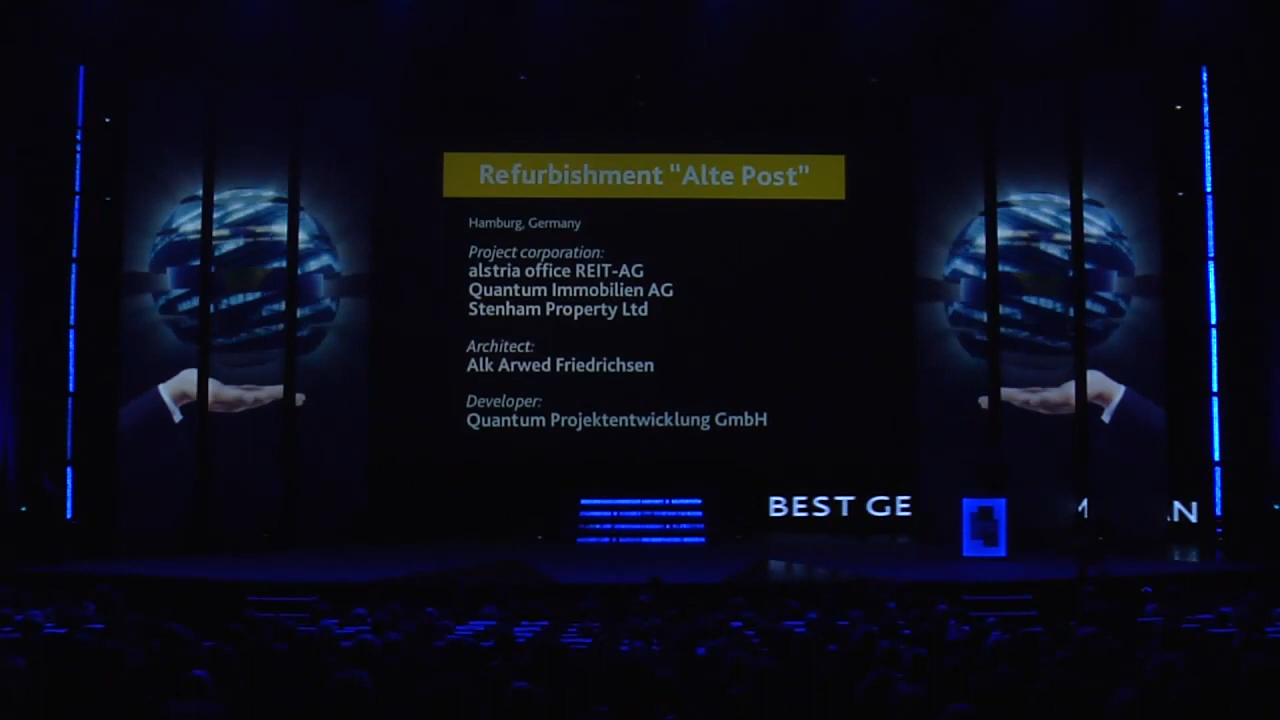 Refurbishment "Alte Post"
Hamburg, Germany
Project corporation:
alstria office REIT-AG
Quantum Immobilien AG
Stenham Property Ltd
Architect:
Alk Arwed Friedrichsen
Developer:
Quantum Projektentwicklung GmbH
BEST GE